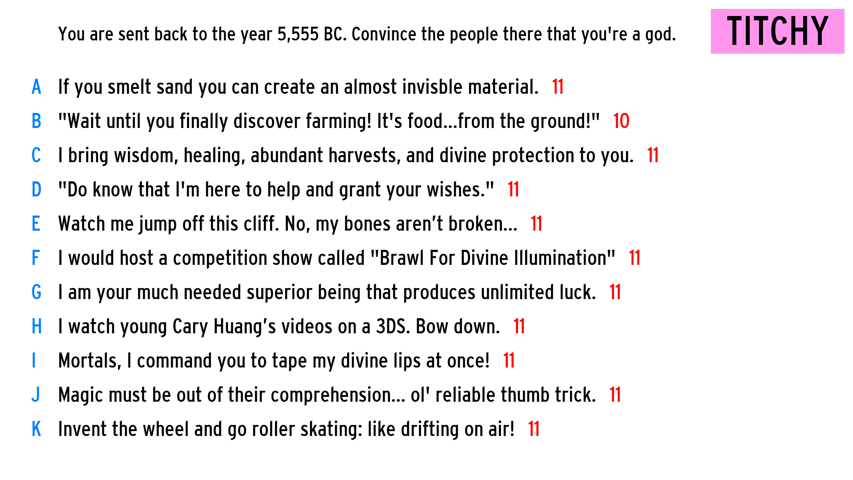 You are sent back to the year 5,555 BC. Convince the people there that you're a god.
TITCHY
A If you smelt sand you can create an almost invisble material. 11
B "Wait until you finally discover farming! It's food...from the ground!" 10
C I bring wisdom, healing, abundant harvests, and divine protection to you. 11
D "Do know that I'm here to help and grant your wishes." 11
E Watch me jump off this cliff. No, my bones aren’t broken... 11
F I would host a competition show called "Brawl For Divine Illumination" 11
G I am your much needed superior being that produces unlimited luck. 11
H I watch young Cary Huang’s videos on a 3DS. Bow down. 11
I Mortals, I command you to tape my divine lips at once! 11
J Magic must be out of their comprehension... ol' reliable thumb trick. 11
K Invent the wheel and go roller skating: like drifting on air! 11